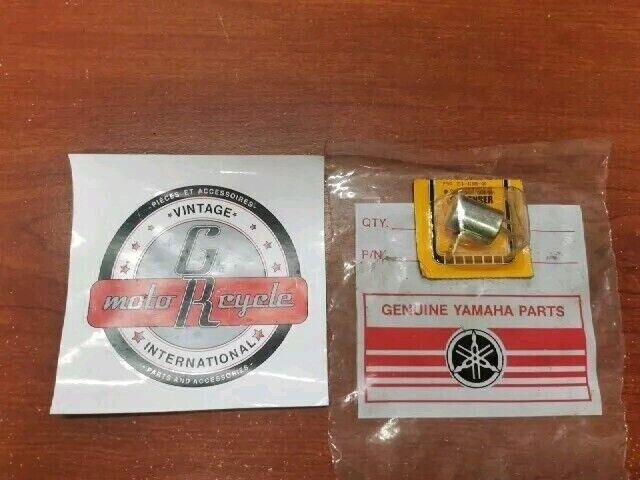 PIECES ET ACCESSOIRES
VINTAGE
G
moto K cycle
INTERNATIONAL
PARTS AND ACCESSORIES
QTY.
P/N
GENUINE YAMAHA PARTS